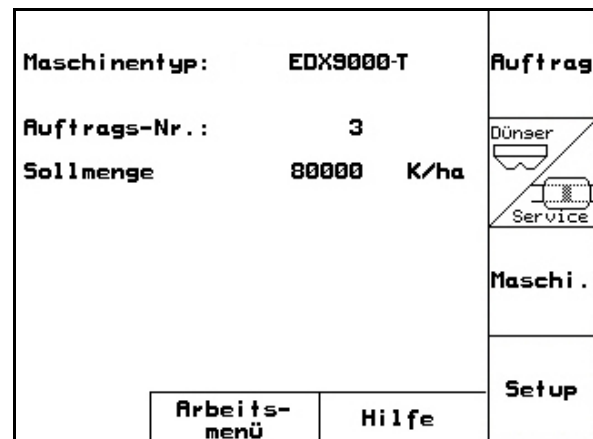 Maschinentyp: EDX9000-T
Auftrags-Nr.: 3
Sollmenge 80000 K/ha
Auftrag
Dünger
Service
Maschi.
Setup
Arbeits-
menü
Hilfe